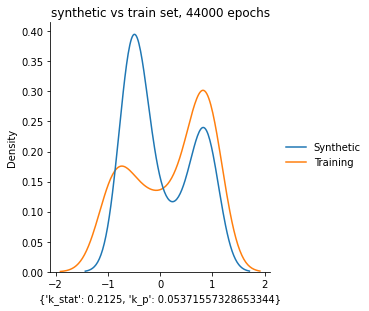 synthetic vs train set, 44000 epochs
0.40
0.35
0.30
0.25
0.20
0.15
0.10
0.05
0.00
Density
−2
−1
0
1
2
{'k_stat': 0.2125, 'k_p': 0.05371557328653344}
Synthetic
Training